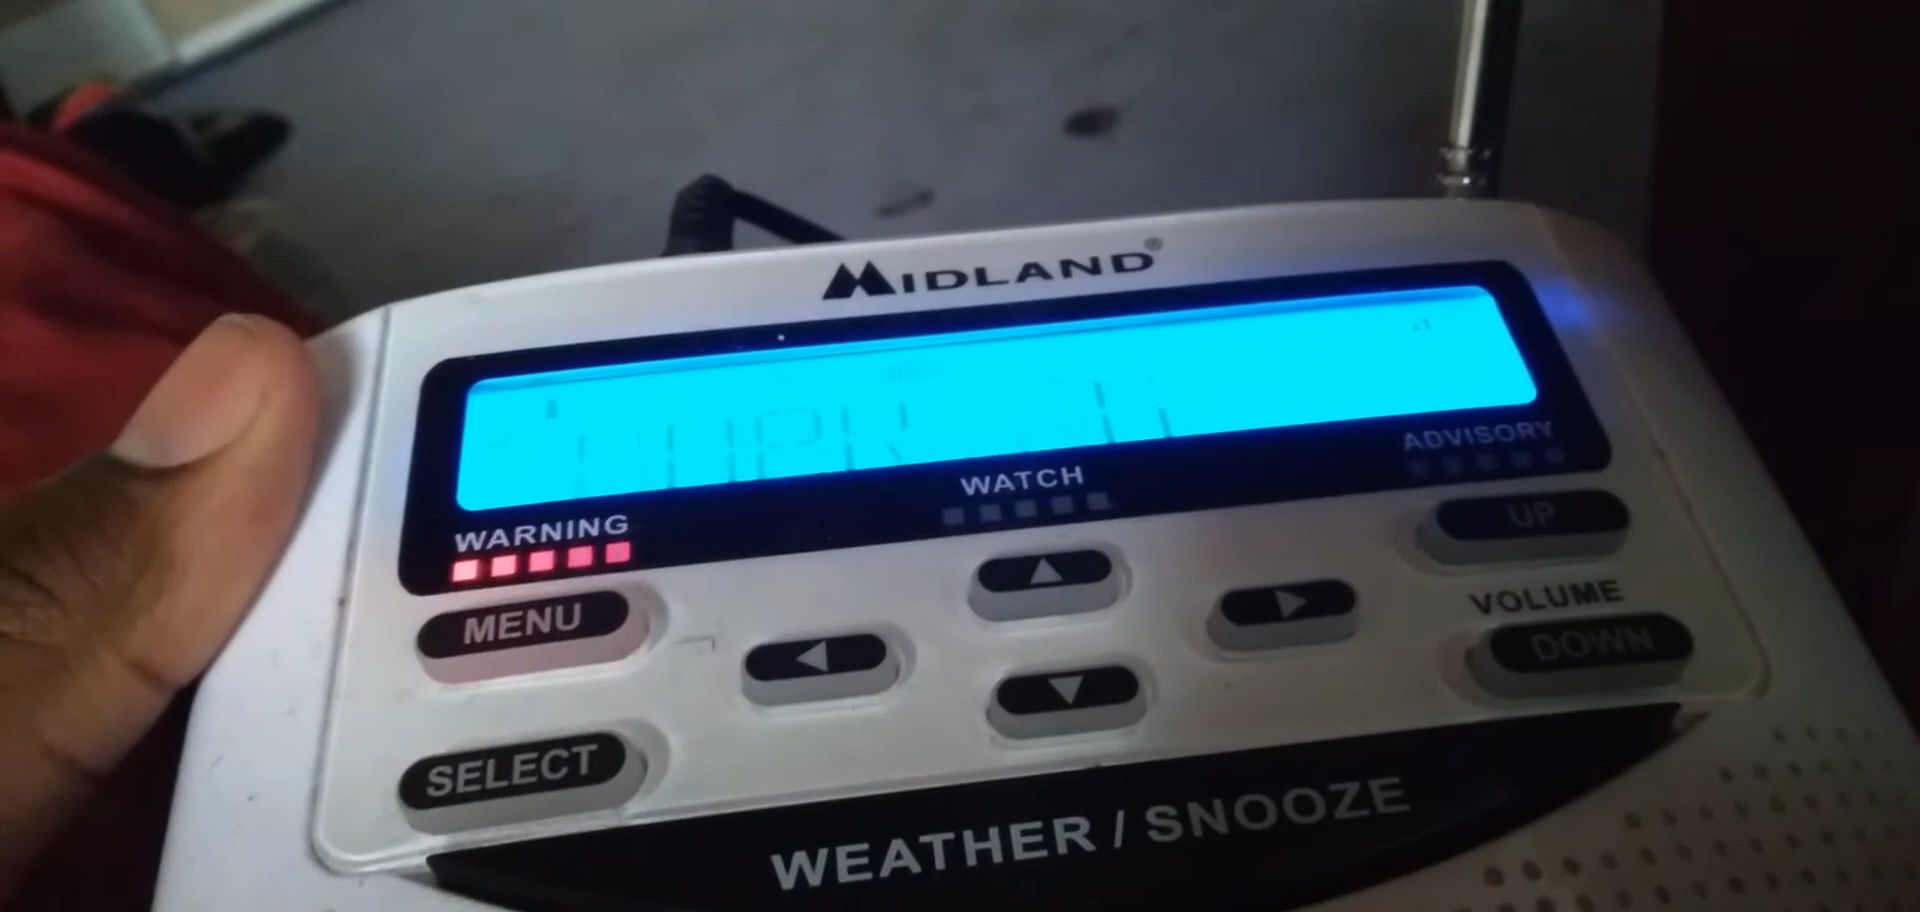 MIDLAND®
WARNING
WATCH
ADVISORY
MENU
UP
VOLUME
DOWN
SELECT
WEATHER / SNOOZE